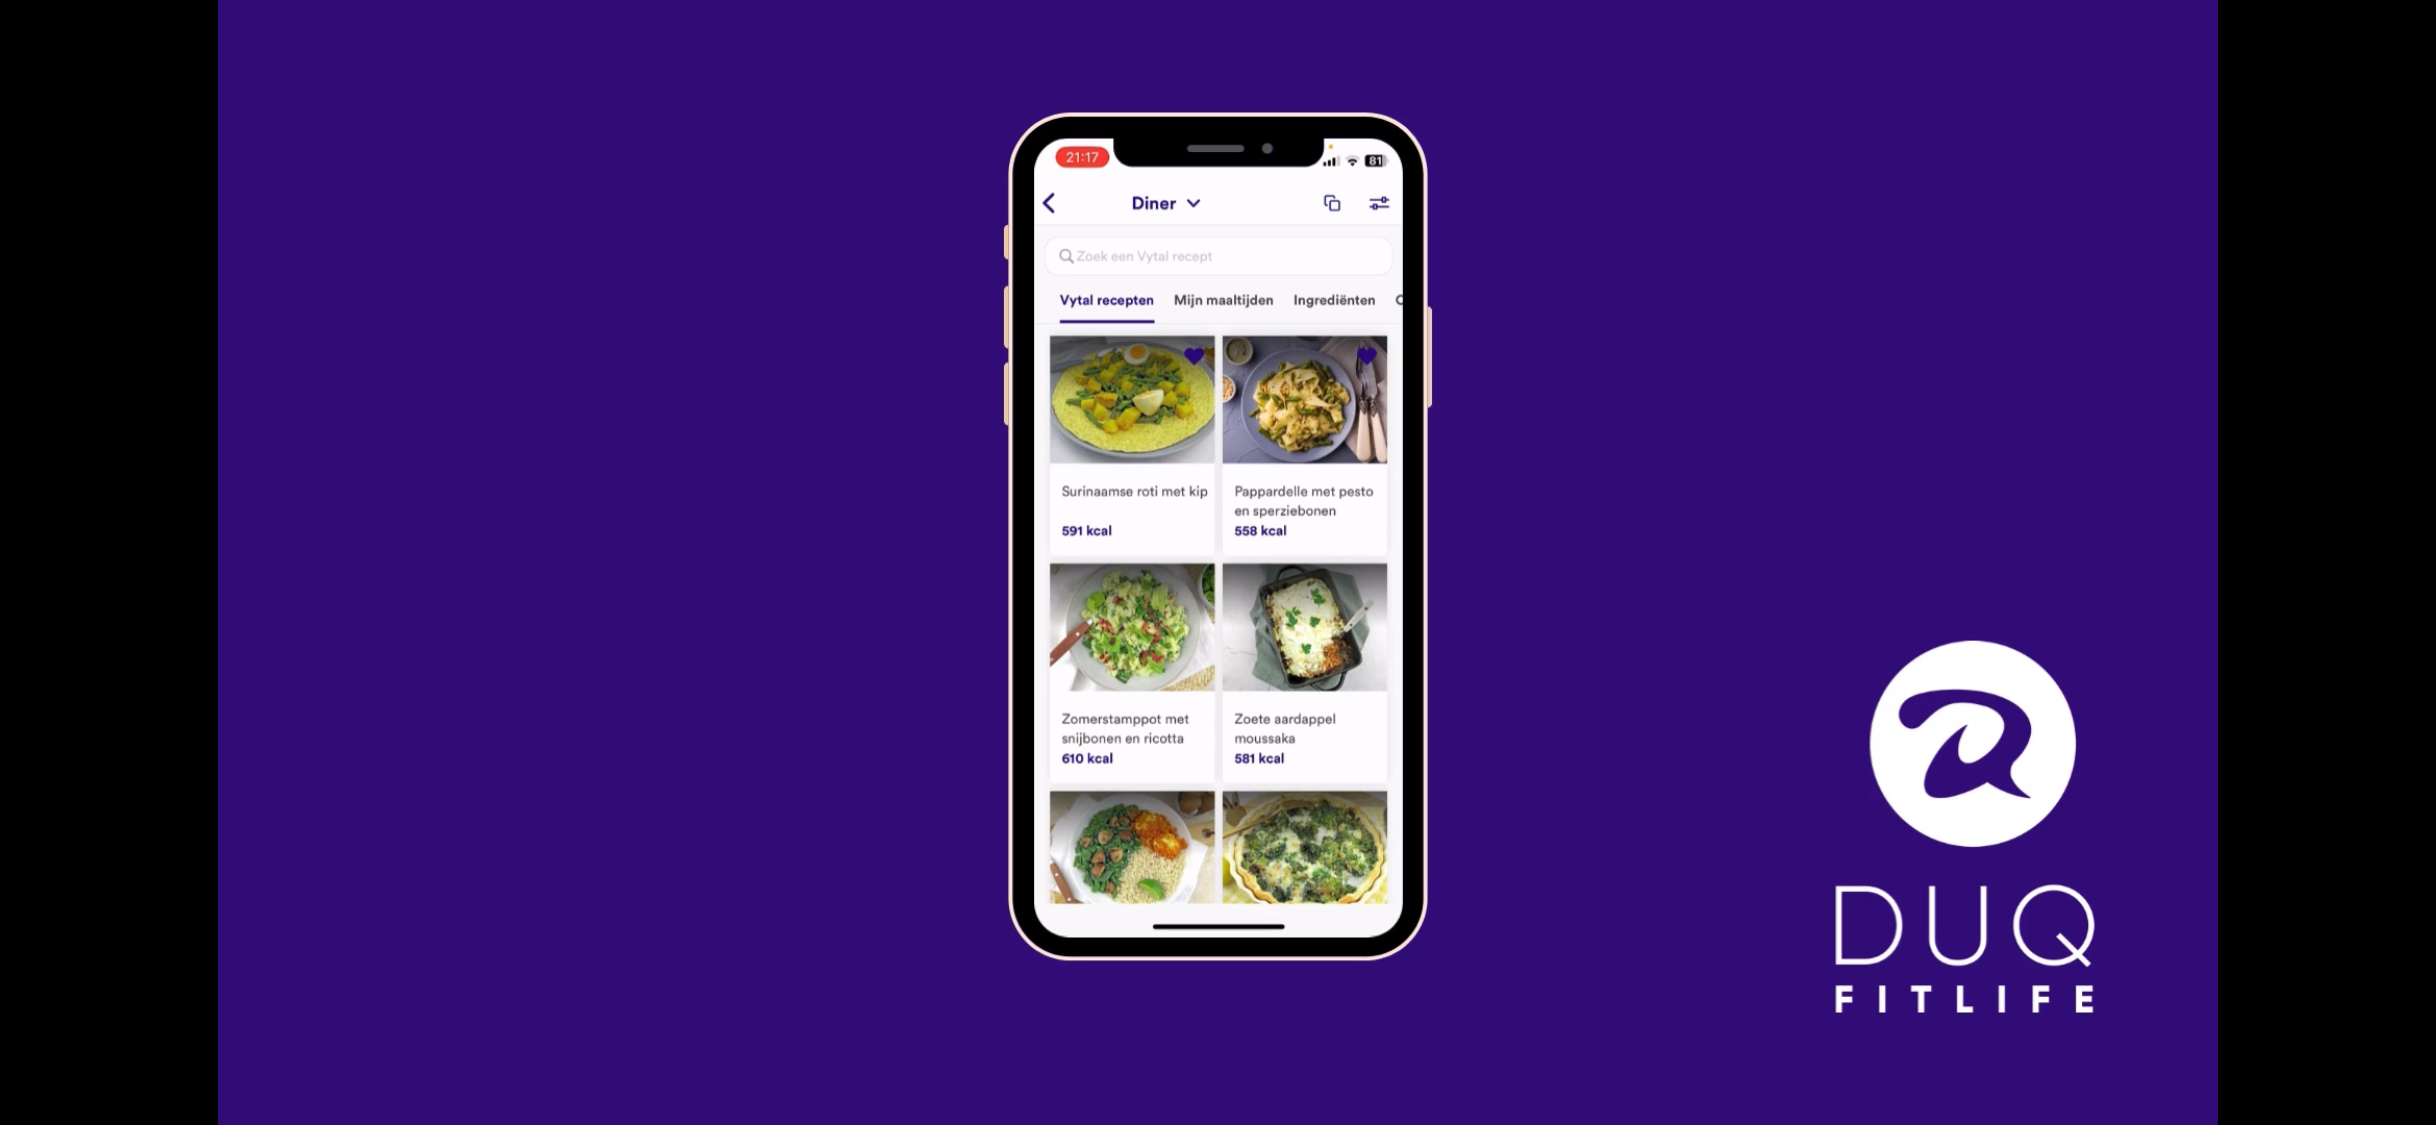 21:17
81
Diner
Zoek een Vytal recept
Vytal recepten
Mijn maaltijden
Ingrediënten
Surinaamse roti met kip
591 kcal
Pappardelle met pesto
en sperziebonen
558 kcal
Zomerstamppot met
snijbonen en ricotta
610 kcal
Zoete aardappel
moussaka
581 kcal
DUQ
FITLIFE